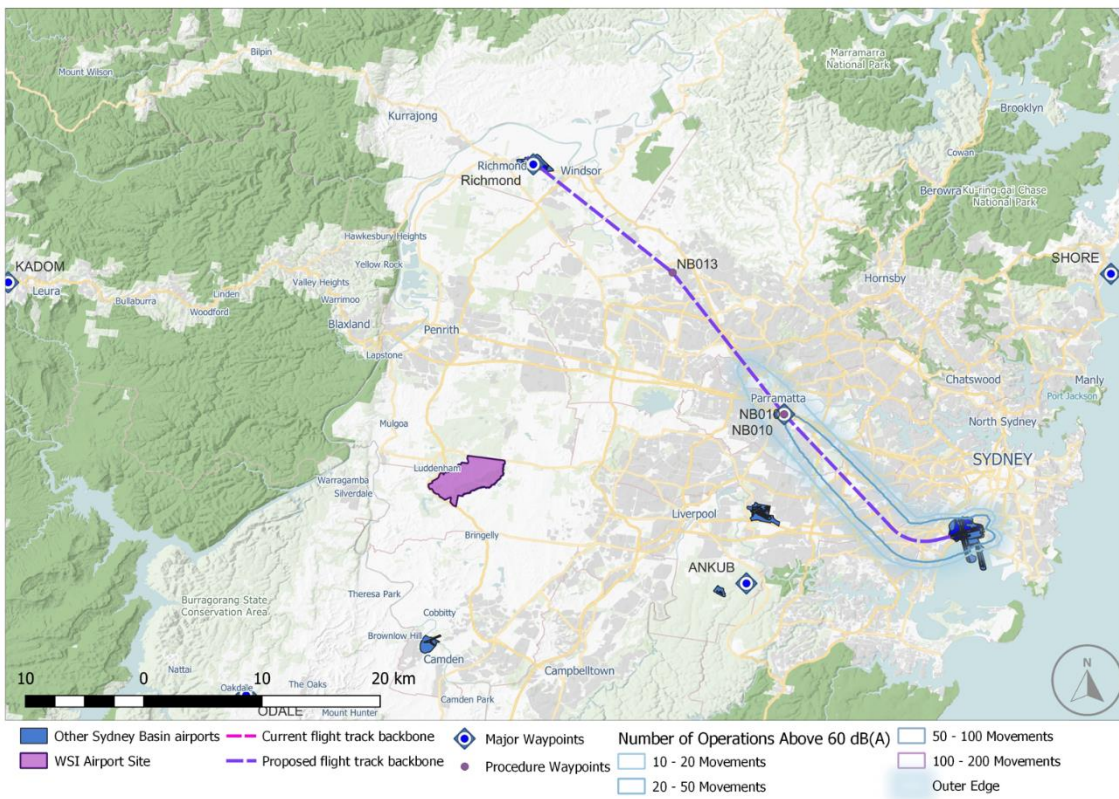 Bilpin
Mount Wilson
Marramarra
National Park
Kurrajong
Brooklyn
Cowan
Richmond
Windsor
Richmond
Berowra
Ku-ring-gai Chase
National Park
Hawkesbury Heights
SHORE
NB013
KADOM
Yellow Rock
Hornsby
Leura
Linden
Valley Heights
Bullaburra
Warrimoo
Woodford
Blaxland
Penrith
Lapstone
Chatswood
Manly
Parramatta
Port Jackson
NB010
Mulgoa
North Sydney
NB010
SYDNEY
Luddenham
Warragamba
Silverdale
Liverpool
Bringelly
ANKUB
Theresa Park
Burragorang State
Conservation Area
Cobbitty
Brownlow Hill
Camden
Nattai
Campbelltown
10 0 10 20 km
Oakdale
The Oaks
Camden Park
ODALE
Mount Hunter
N
Other Sydney Basin airports
WSI Airport Site
Current flight track backbone
Proposed flight track backbone
Major Waypoints
Procedure Waypoints
Number of Operations Above 60 dB(A)
10 - 20 Movements
20 - 50 Movements
50 - 100 Movements
100 - 200 Movements
Outer Edge